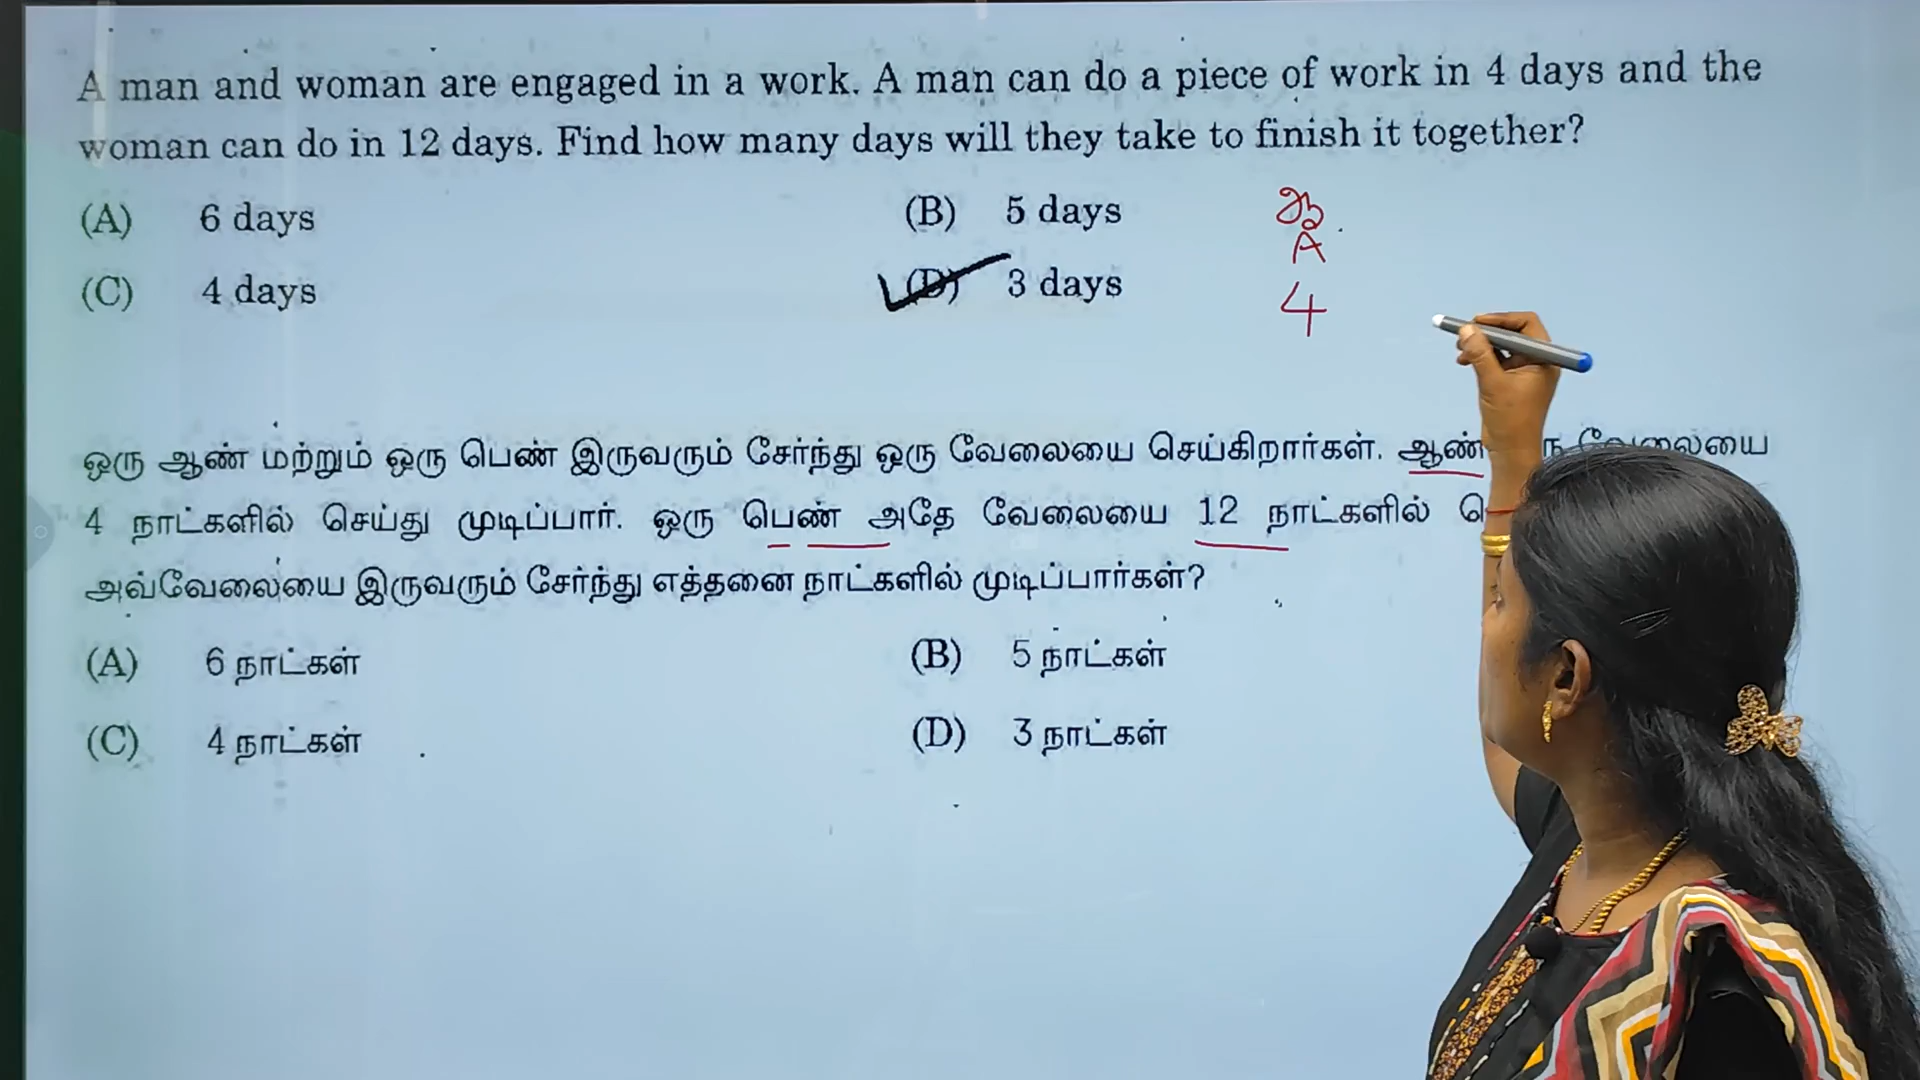 A man and woman are engaged in a work. A man can do a piece of work in 4 days and the
woman can do in 12 days. Find how many days will they take to finish it together?
(A) 6 days (B) 5 days
(C) 4 days (D) 3 days
ஆ
A
4
ஒரு ஆண் மற்றும் ஒரு பெண் இருவரும் சேர்ந்து ஒரு வேலையை செய்கிறார்கள். ஆண் வேலையை
4 நாட்களில் செய்து முடிப்பார். ஒரு பெண் அதே வேலையை 12 நாட்களில்
அவ்வேலையை இருவரும் சேர்ந்து எத்தனை நாட்களில் முடிப்பார்கள்?
(A) 6 நாட்கள் (B) 5 நாட்கள்
(C) 4 நாட்கள் (D) 3 நாட்கள்